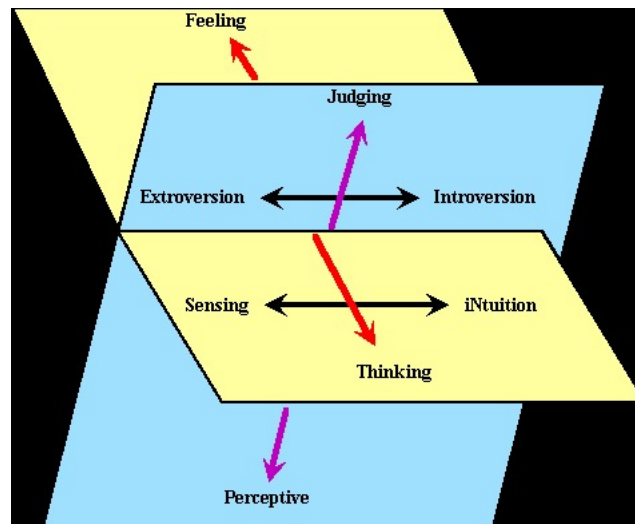 Feeling
Judging
Extroversion
Introversion
Sensing
iNtuition
Thinking
Perceptive